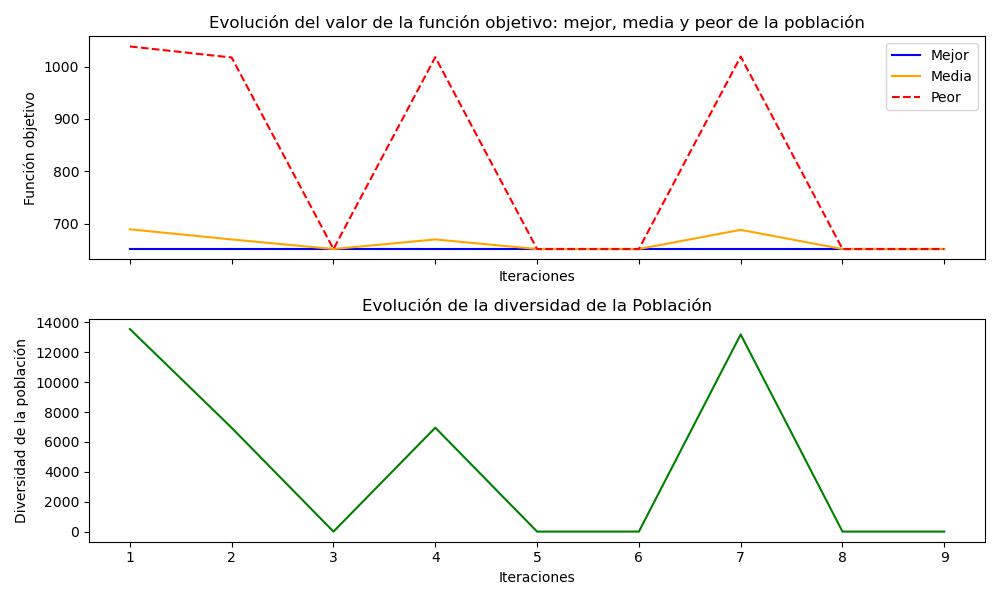 Evolución del valor de la función objetivo: mejor, media y peor de la población
Función objetivo
1000
900
800
700
Mejor
Media
Peor
Iteraciones
Evolución de la diversidad de la Población
Diversidad de la población
14000
12000
10000
8000
6000
4000
2000
0
1 2 3 4 5 6 7 8 9
Iteraciones